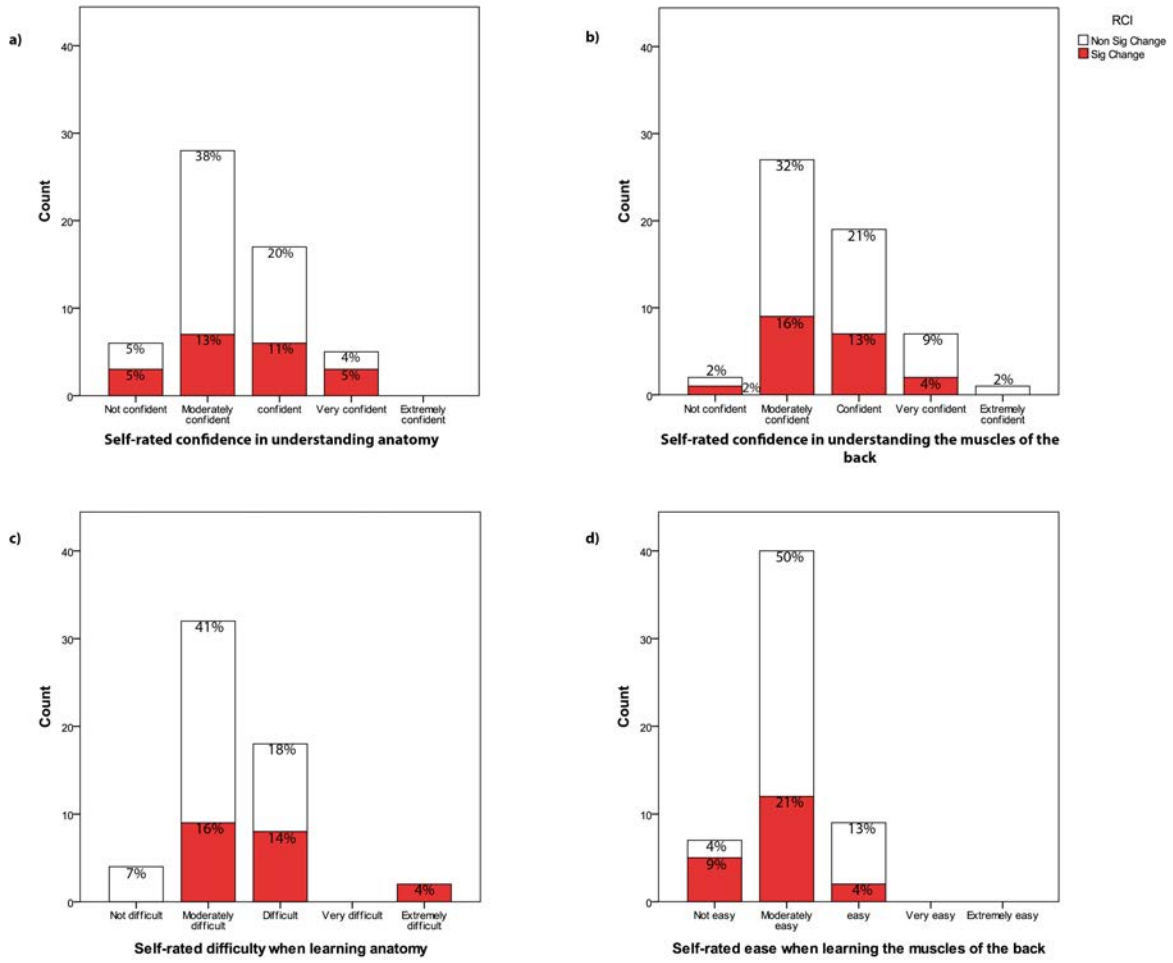 a)
Count
40
30
20
10
0
38%
20%
5%
13%
11%
4%
5%
5%
Not confident
Moderately
confident
confident
Very confident
Extremely
confident
Self-rated confidence in understanding anatomy
b)
RCI
Non Sig Change
Sig Change
Count
40
30
20
10
0
32%
21%
16%
13%
9%
2%
2%
4%
2%
Not confident
Moderately
confident
Confident
Very confident
Extremely
confident
Self-rated confidence in understanding the muscles of the
back
c)
Count
40
30
20
10
0
41%
18%
7%
16%
14%
4%
Not difficult
Moderately
difficult
Difficult
Very difficult
Extremely
difficult
Self-rated difficulty when learning anatomy
d)
Count
40
30
20
10
0
50%
21%
13%
4%
9%
4%
Not easy
Moderately
easy
easy
Very easy
Extremely easy
Self-rated ease when learning the muscles of the back